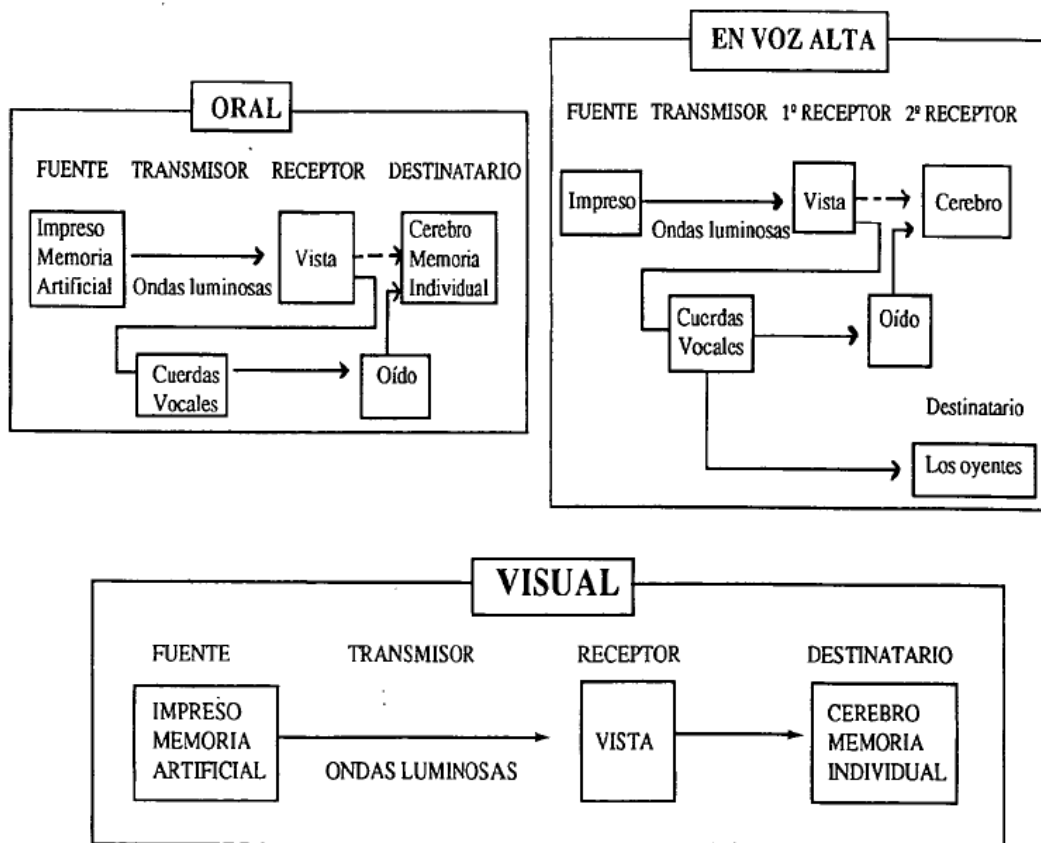 ORAL
FUENTE TRANSMISOR RECEPTOR DESTINATARIO
Impreso
Memoria
Artificial
Ondas luminosas
Vista
Cerebro
Memoria
Individual
Cuerdas
Vocales
Oído
EN VOZ ALTA
FUENTE TRANSMISOR 1º RECEPTOR 2º RECEPTOR
Impreso
Ondas luminosas
Vista
Cerebro
Cuerdas
Vocales
Oído
Destinatario
Los oyentes
VISUAL
FUENTE TRANSMISOR RECEPTOR DESTINATARIO
IMPRESO
MEMORIA
ARTIFICIAL
ONDAS LUMINOSAS
VISTA
CEREBRO
MEMORIA
INDIVIDUAL